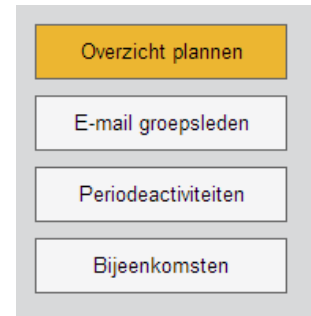 Overzicht plannen
E-mail groepsleden
Periodeactiviteiten
Bijeenkomsten